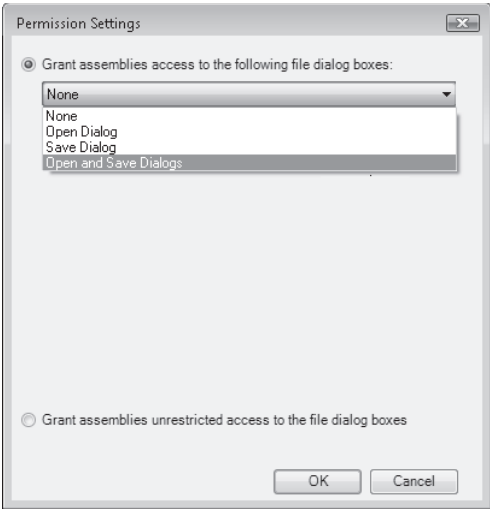 Permission Settings
Grant assemblies access to the following file dialog boxes:
None
None
Open Dialog
Save Dialog
Open and Save Dialogs
Grant assemblies unrestricted access to the file dialog boxes
OK
Cancel